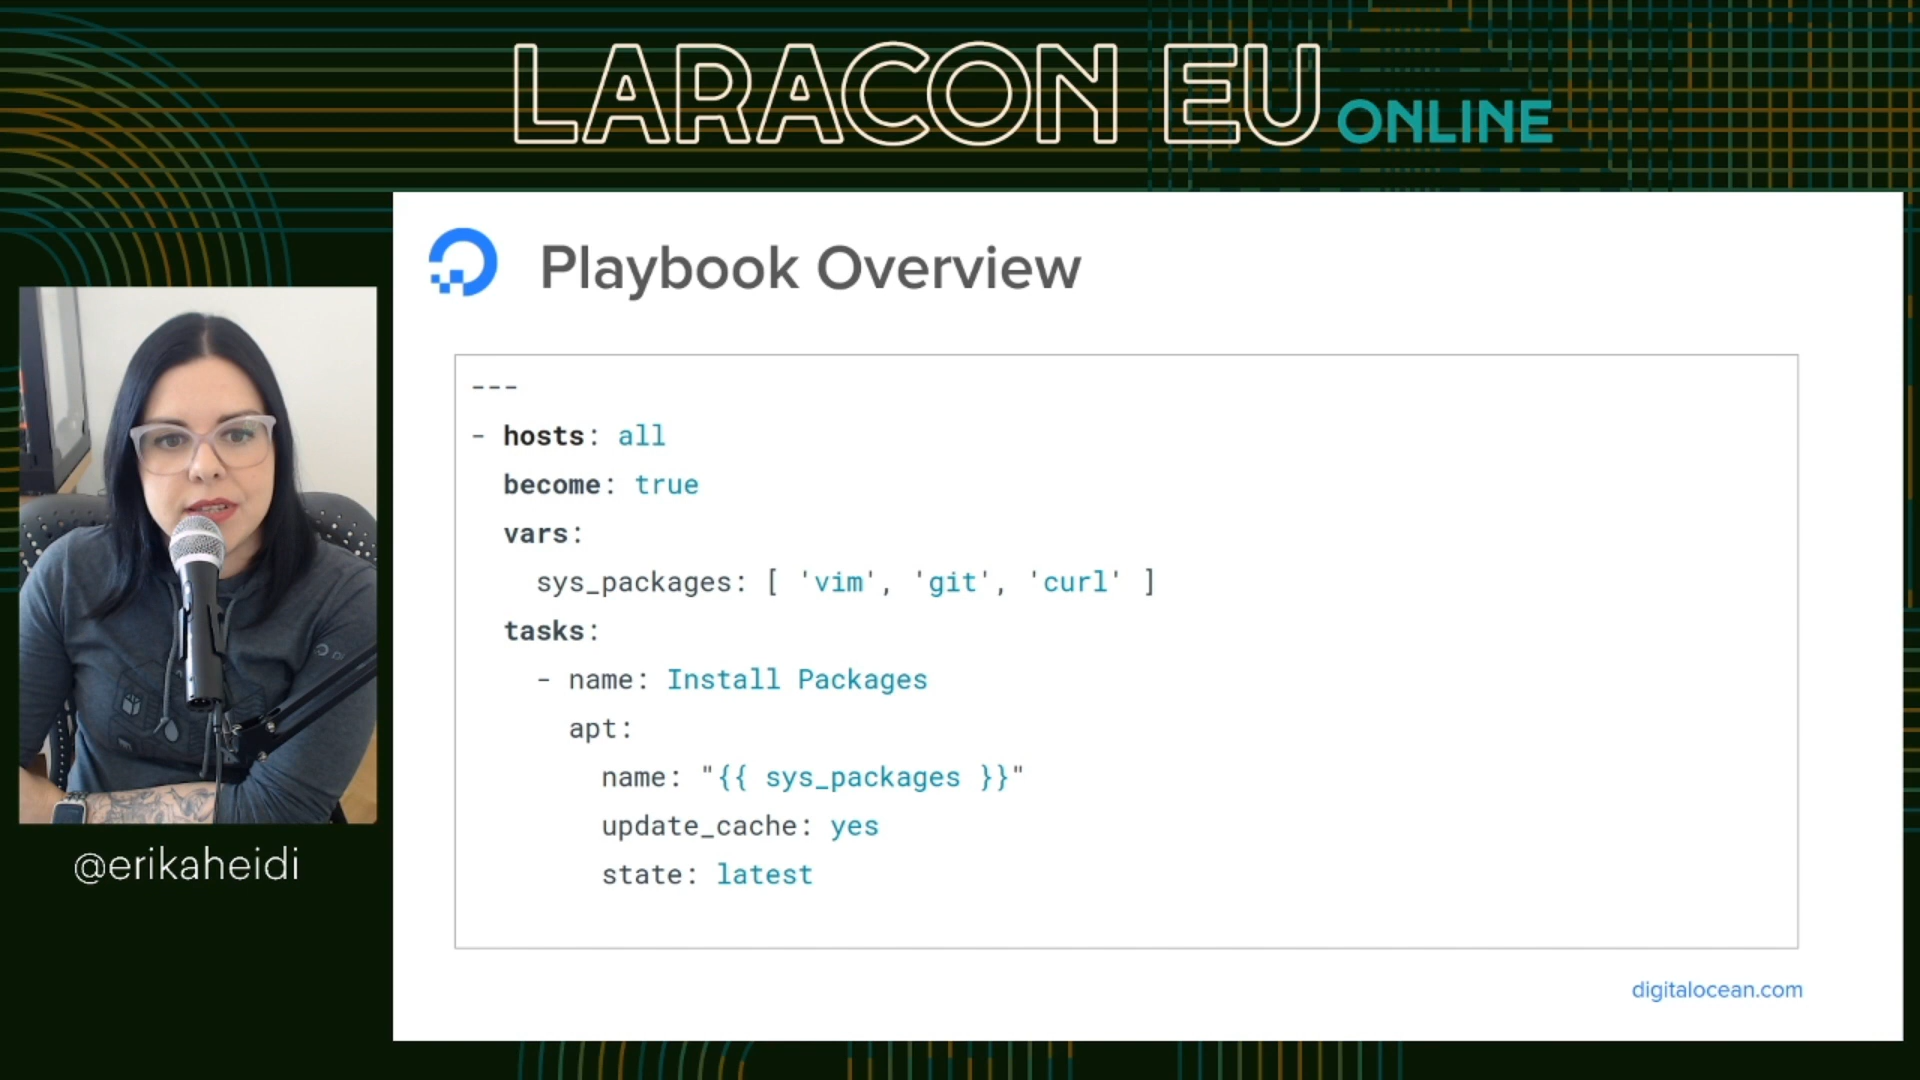 LARACON EU ONLINE
Playbook Overview
---
- hosts: all
become: true
vars:
sys_packages: [ 'vim', 'git', 'curl' ]
tasks:
- name: Install Packages
apt:
name: "{{ sys_packages }}"
update_cache: yes
state: latest
@erikaheidi
digitalocean.com